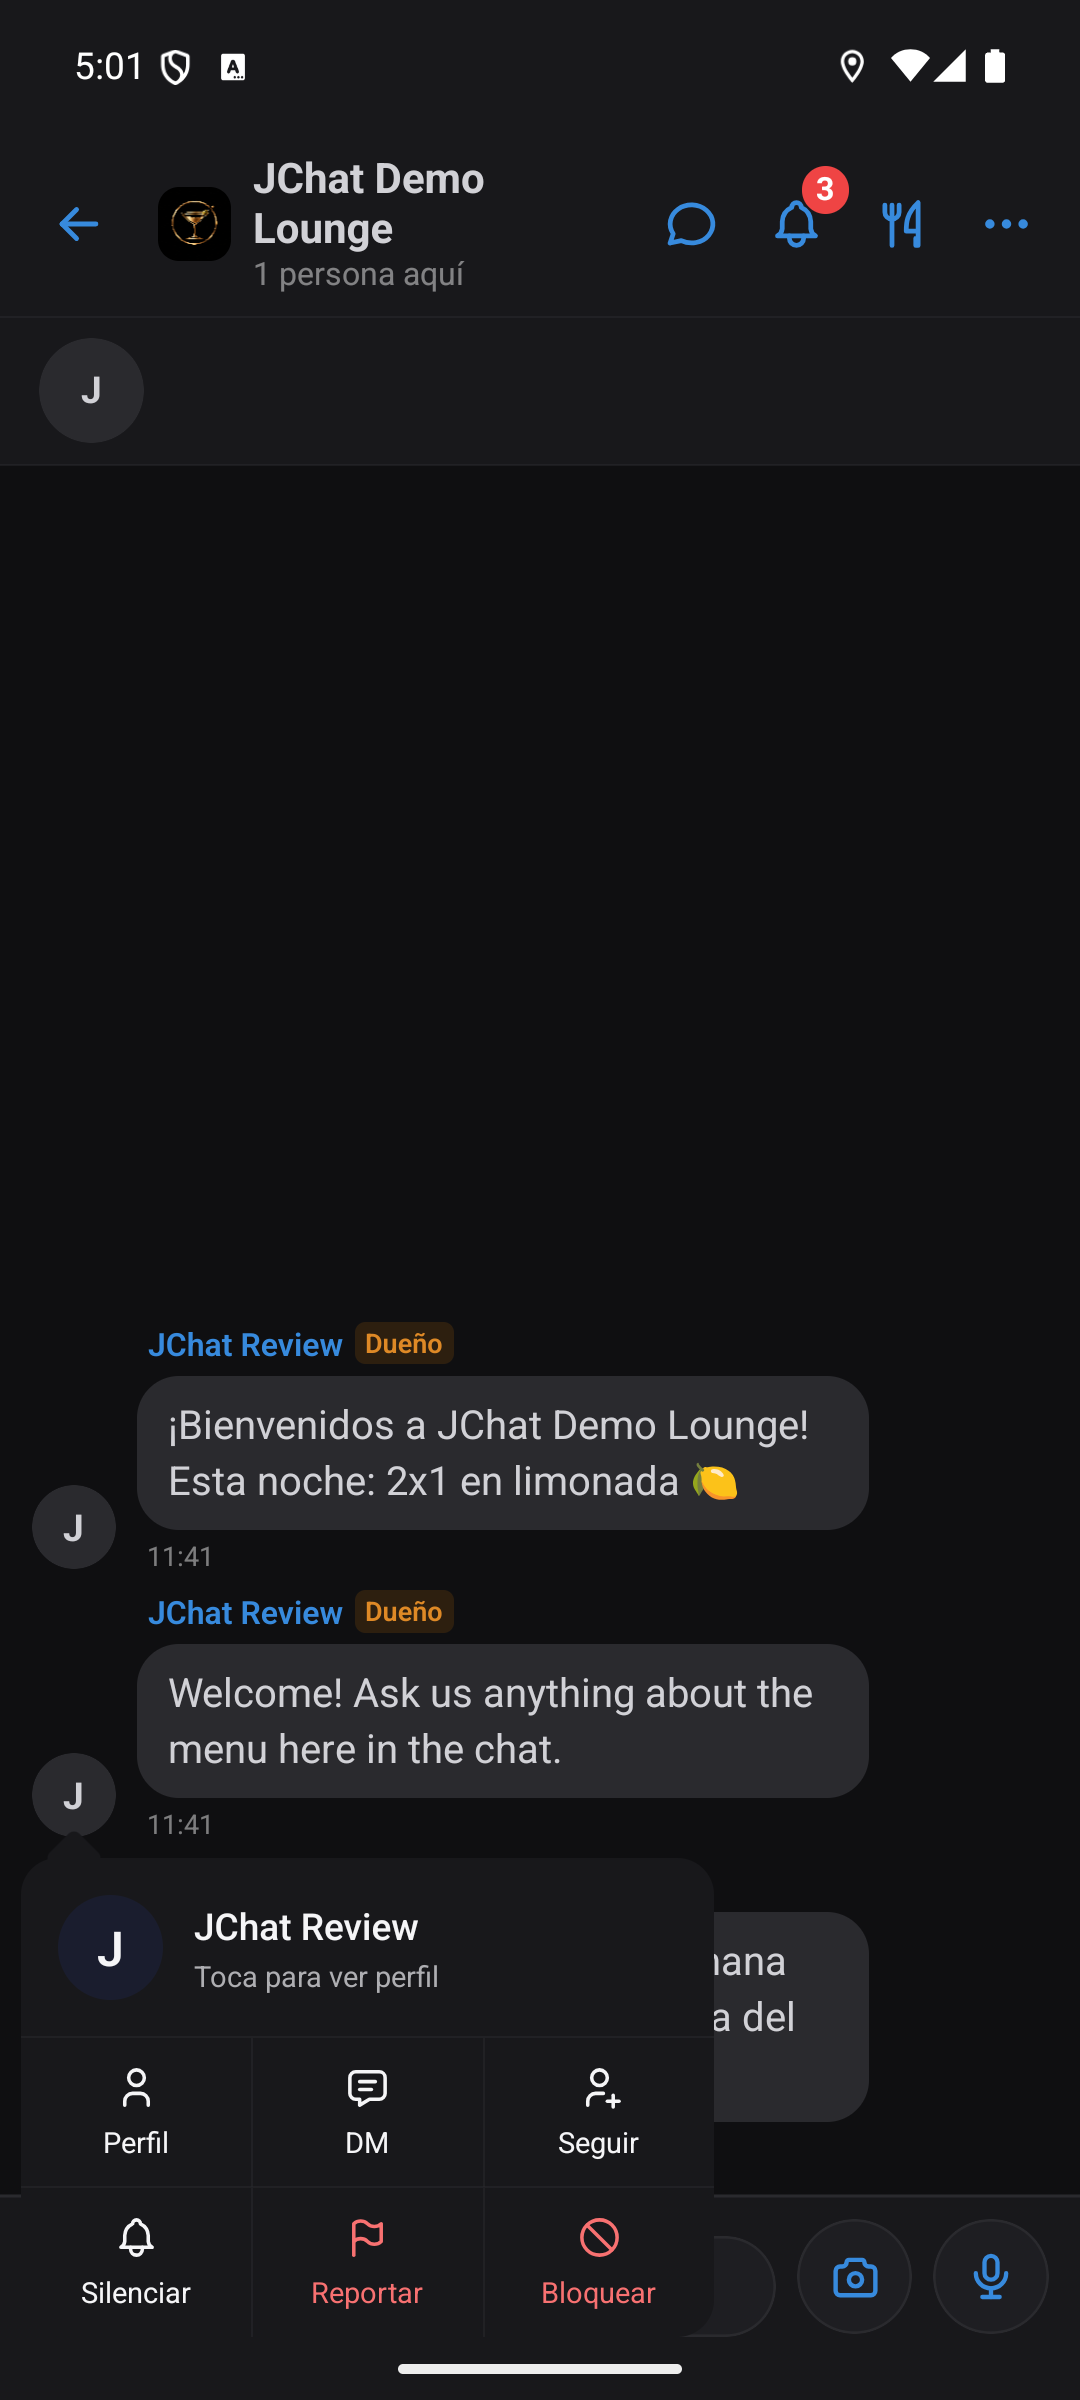 5:01
JChat Demo
Lounge
1 persona aquí
3
J
JChat Review Dueño
¡Bienvenidos a JChat Demo Lounge!
Esta noche: 2x1 en limonada 🍋
J
11:41
JChat Review Dueño
Welcome! Ask us anything about the
menu here in the chat.
J
11:41
J
JChat Review
Toca para ver perfil
a del
Perfil
DM
Seguir
Silenciar
Reportar
Bloquear